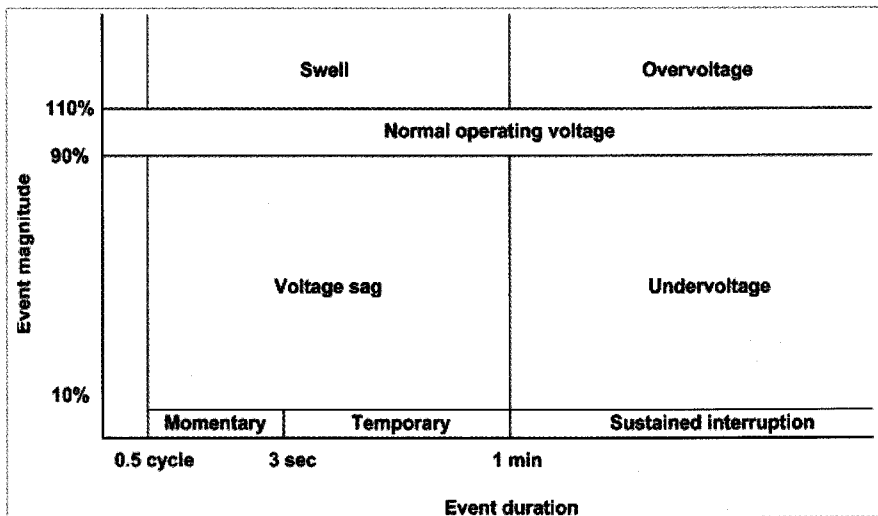 Swell
Overvoltage
110%
Normal operating voltage
90%
Event magnitude
Voltage sag
Undervoltage
10%
Momentary
Temporary
Sustained interruption
0.5 cycle
3 sec
1 min
Event duration